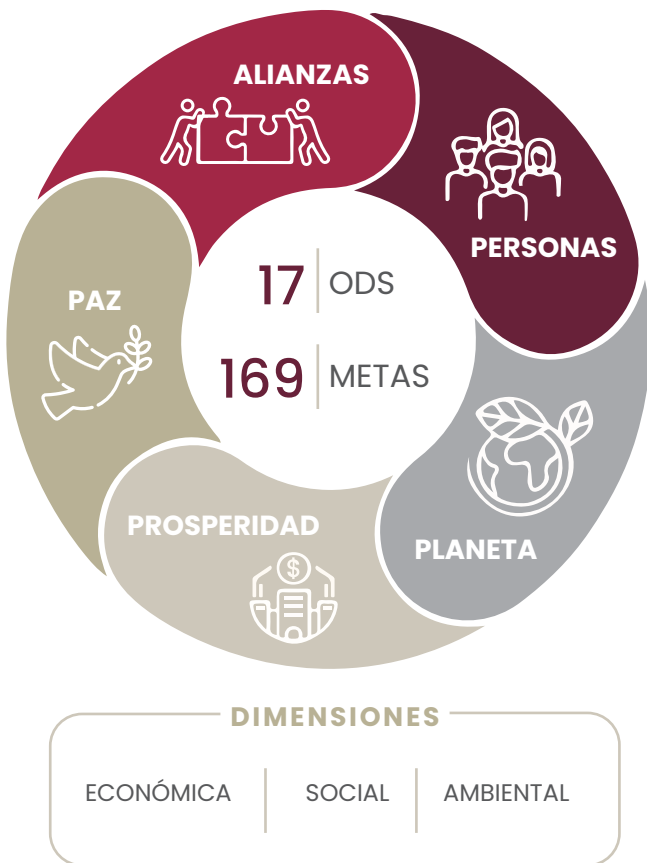 ALIANZAS
PERSONAS
PAZ
17 ODS
169 METAS
PROSPERIDAD
$
PLANETA
DIMENSIONES
ECONÓMICA SOCIAL AMBIENTAL